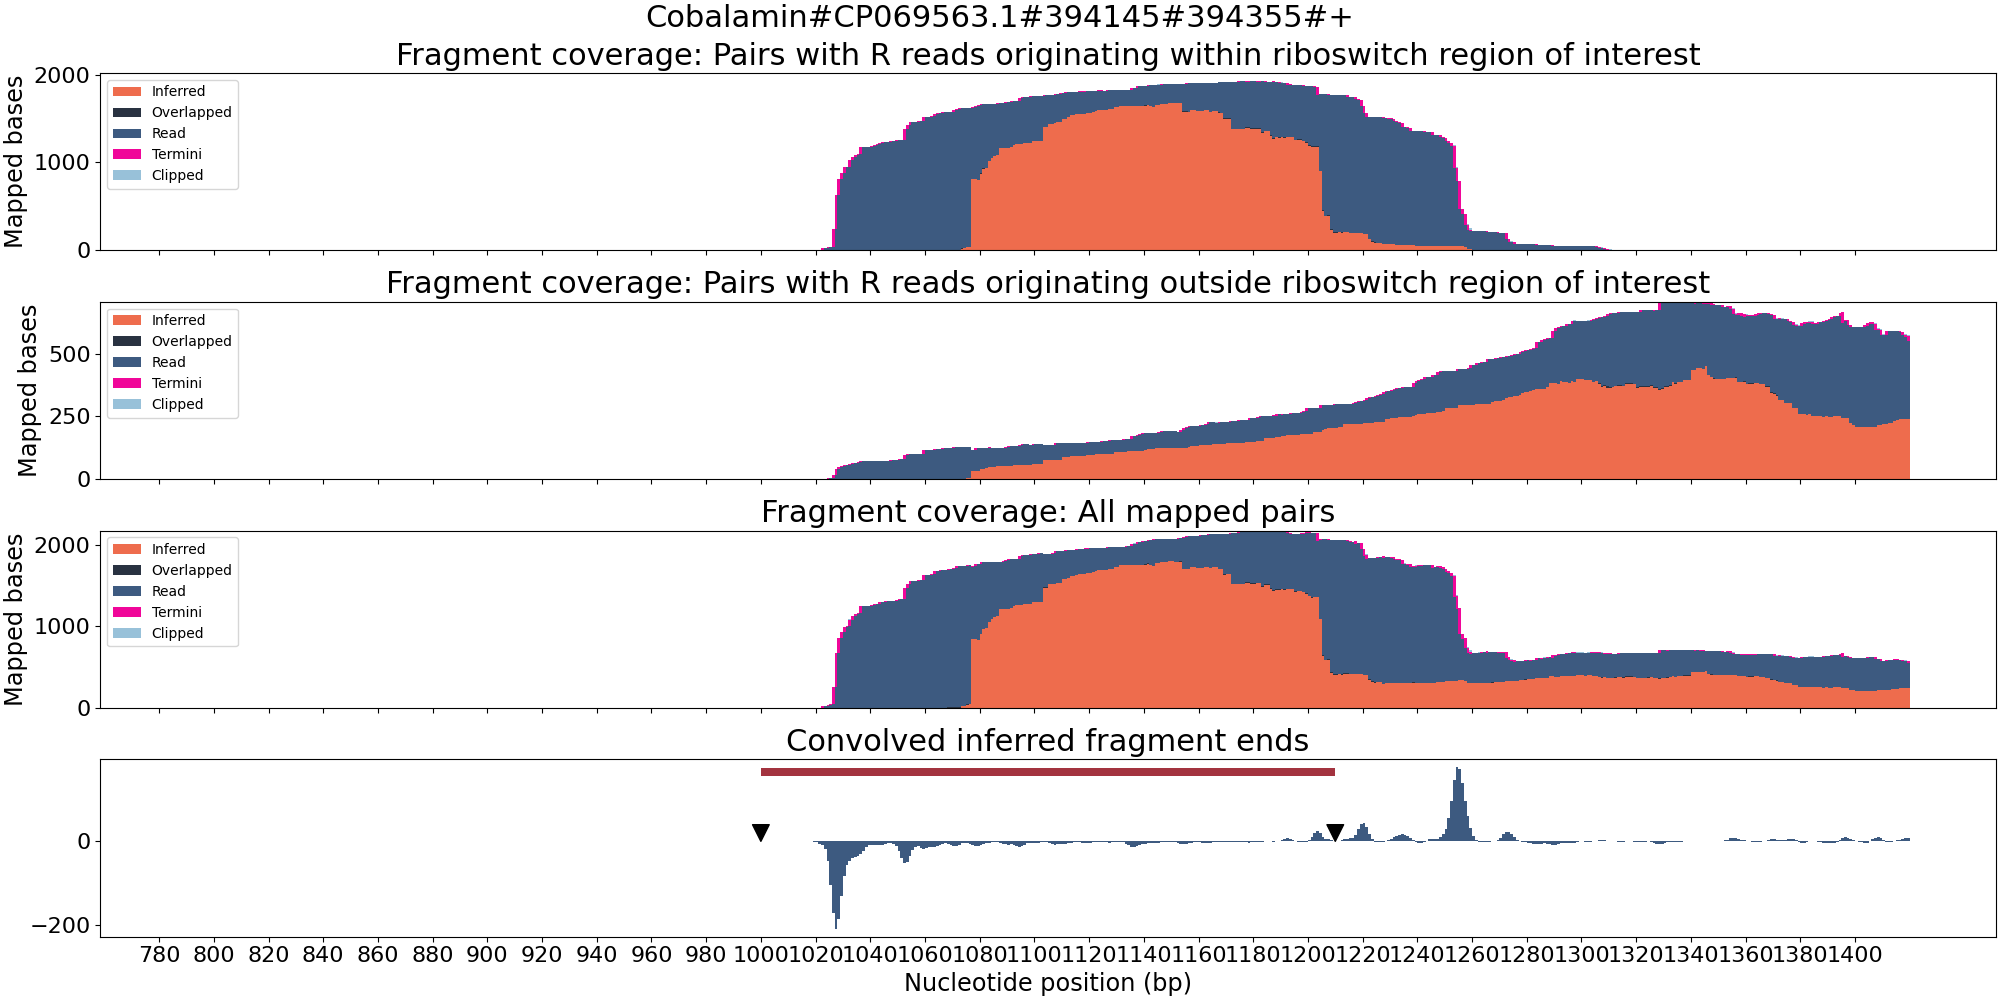 Cobalamin#CP069563.1#394145#394355#+
Fragment coverage: Pairs with R reads originating within riboswitch region of interest
Mapped bases
2000
1000
0
Inferred
Overlapped
Read
Termini
Clipped
Fragment coverage: Pairs with R reads originating outside riboswitch region of interest
Mapped bases
500
250
0
Inferred
Overlapped
Read
Termini
Clipped
Fragment coverage: All mapped pairs
Mapped bases
2000
1000
0
Inferred
Overlapped
Read
Termini
Clipped
Convolved inferred fragment ends
0
−200
780 800 820 840 860 880 900 920 940 960 980 1000 1020 1040 1060 1080 1100 1120 1140 1160 1180 1200 1220 1240 1260 1280 1300 1320 1340 1360 1380 1400
Nucleotide position (bp)